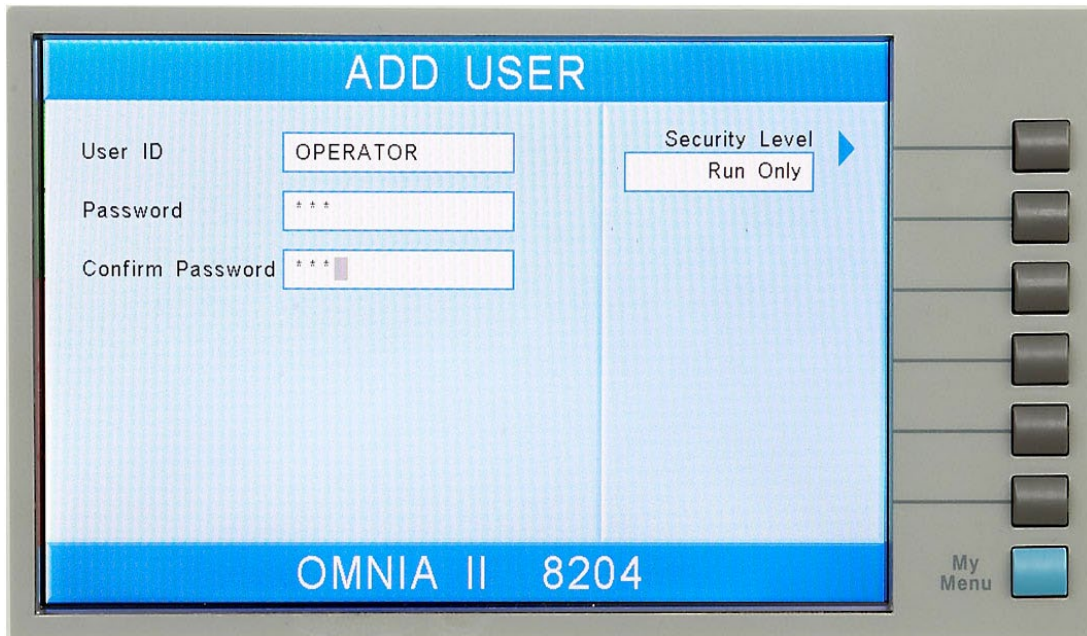 ADD USER
User ID
OPERATOR
Password
***
Confirm Password
***
Security Level
Run Only
OMNIA II 8204
My
Menu